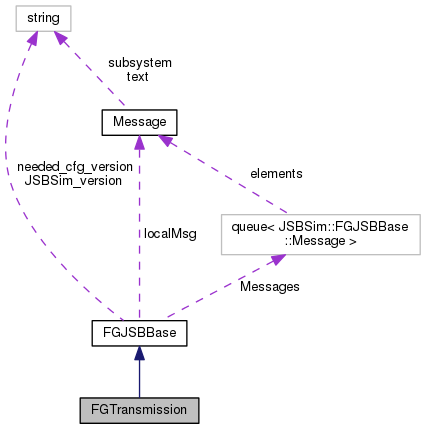 string
subsystem
text
Message
needed_cfg_version
JSBSim_version
elements
queue< JSBSim::FGJSBBase
::Message >
localMsg
Messages
FGJSBBase
FGTransmission